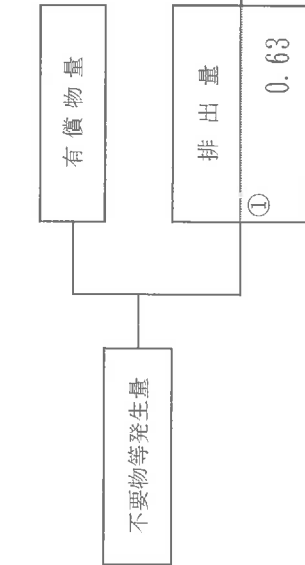 不要物等発生量
有償物量
排出量
①
0.63